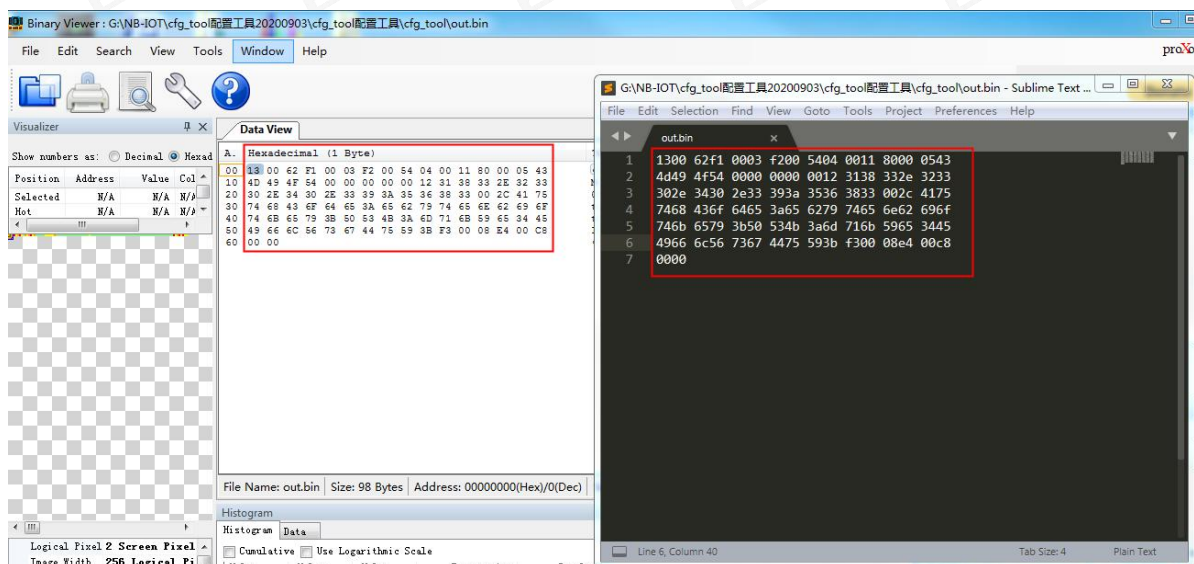 Binary Viewer : G:\NB-IOT\cfg_tool配置工具20200903\cfg_tool配置工具\cfg_tool\out.bin
File Edit Search View Tools Window Help
Visualizer
Show numbers as: Decimal Hexad
Position Address Value Col
Selected N/A N/A N/A
Hot N/A N/A N/
Data View
A. Hexadecimal (1 Byte)
00 13 00 62 F1 00 03 F2 00 54 04 00 11 80 00 05 43
10 4D 49 4F 54 00 00 00 00 00 12 31 38 33 2E 32 33
20 30 2E 34 30 2E 33 39 3A 35 36 38 33 00 2C 41 75
30 74 68 43 6F 64 65 3A 65 62 79 74 65 6E 62 69 6F
40 74 6B 65 79 3B 50 53 4B 3A 6D 71 6B 59 65 34 45
50 49 66 6C 56 73 67 44 75 59 3B F3 00 08 E4 00 C8
60 00 00
File Name: out.bin Size: 98 Bytes Address: 00000000(Hex)/0(Dec)
Histogram
Histogram Data
Cumulative Use Logarithmic Scale
Logical Pixel 2 Screen Pixel
Image Width 256 Logical Pi
G:\NB-IOT\cfg_tool配置工具20200903\cfg_tool配置工具\cfg_tool\out.bin - Sublime Text ...
File Edit Selection Find View Goto Tools Project Preferences Help
out.bin
1 1300 62f1 0003 f200 5404 0011 8000 0543
2 4d49 4f54 0000 0000 0012 3138 332e 3233
3 302e 3430 2e33 393a 3536 3833 002c 4175
4 7468 436f 6465 3a65 6279 7465 6e62 696f
5 746b 6579 3b50 534b 3a6d 716b 5965 3445
6 4966 6c56 7367 4475 593b f300 08e4 00c8
7 0000
Line 6, Column 40
Tab Size: 4
Plain Text